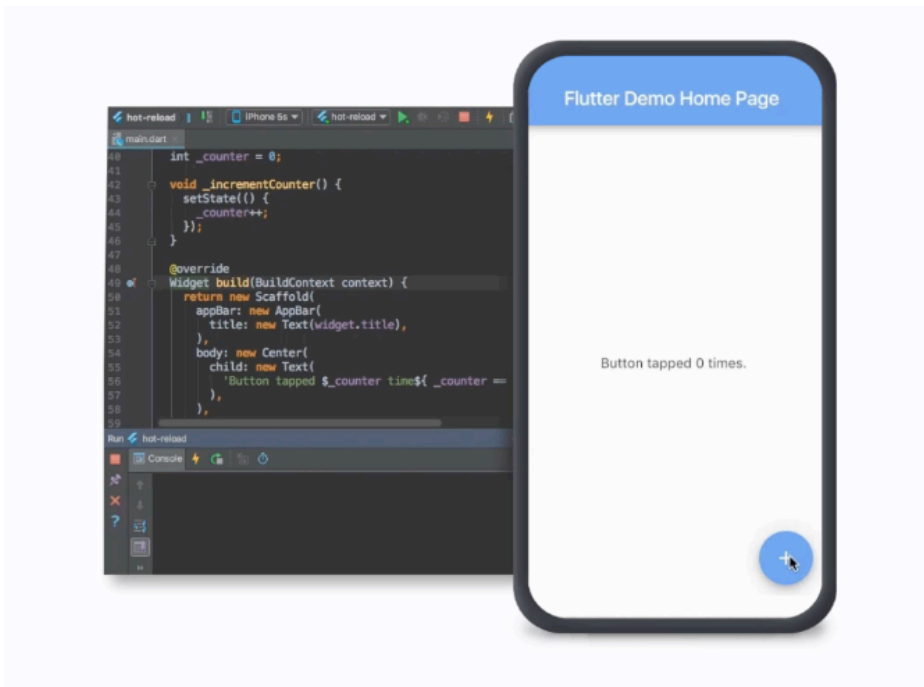 hot-reload
iPhone 5s
hot-reload
main.dart
40 int _counter = 0;
41
42 void _incrementCounter() {
43 setState(() {
44 _counter++;
45 });
46 }
47
48 @override
49 Widget build(BuildContext context) {
50 return new Scaffold(
51 appBar: new AppBar(
52 title: new Text(widget.title),
53 ),
54 body: new Center(
55 child: new Text(
56 'Button tapped $_counter time${ _counter ==
57 ),
58 ),
59
Run hot-reload
Console
Flutter Demo Home Page
Button tapped 0 times.
+